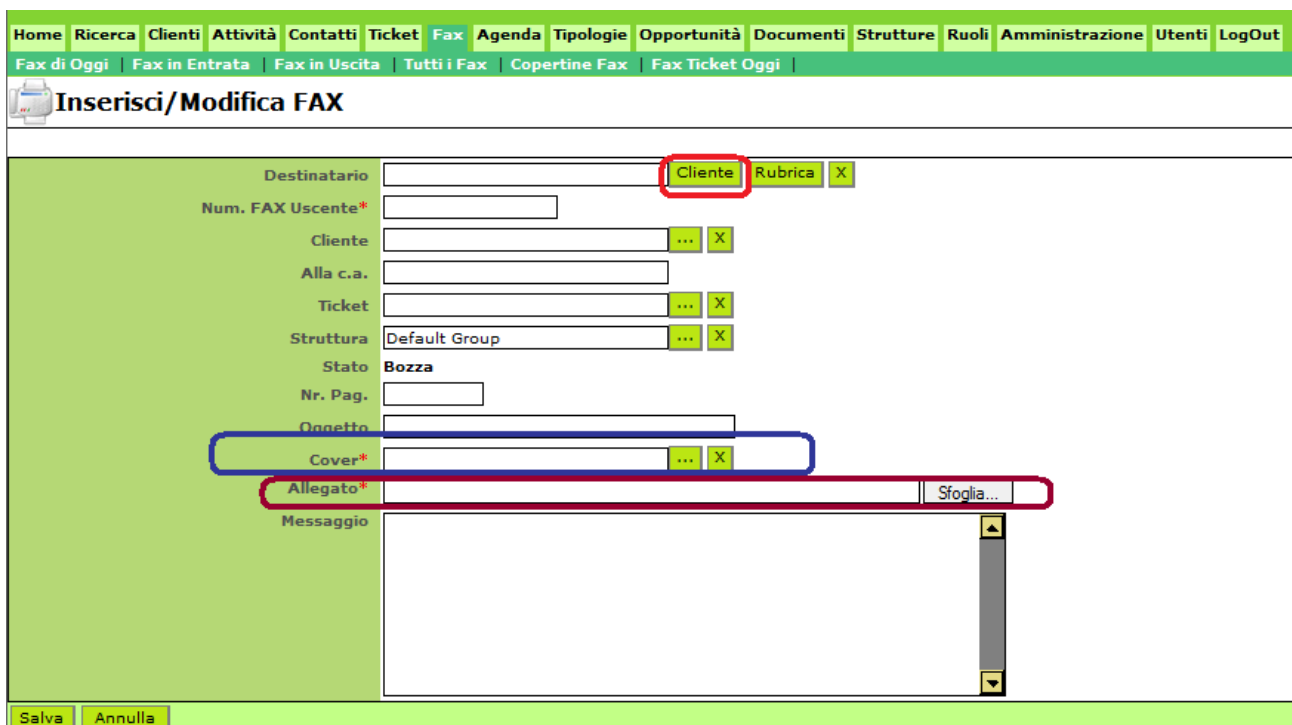 Home Ricerca Clienti Attività Contatti Ticket Fax Agenda Tipologie Opportunità Documenti Strutture Ruoli Amministrazione Utenti LogOut
Fax di Oggi | Fax in Entrata | Fax in Uscita | Tutti i Fax | Copertine Fax | Fax Ticket Oggi |
Inserisci/Modifica FAX
Destinatario Cliente Rubrica X
Num. FAX Uscente*
Cliente ... X
Alla c.a.
Ticket ... X
Struttura Default Group ... X
Stato Bozza
Nr. Pag.
Oggetto
Cover* ... X
Allegato* Sfoglia...
Messaggio
Salva Annulla